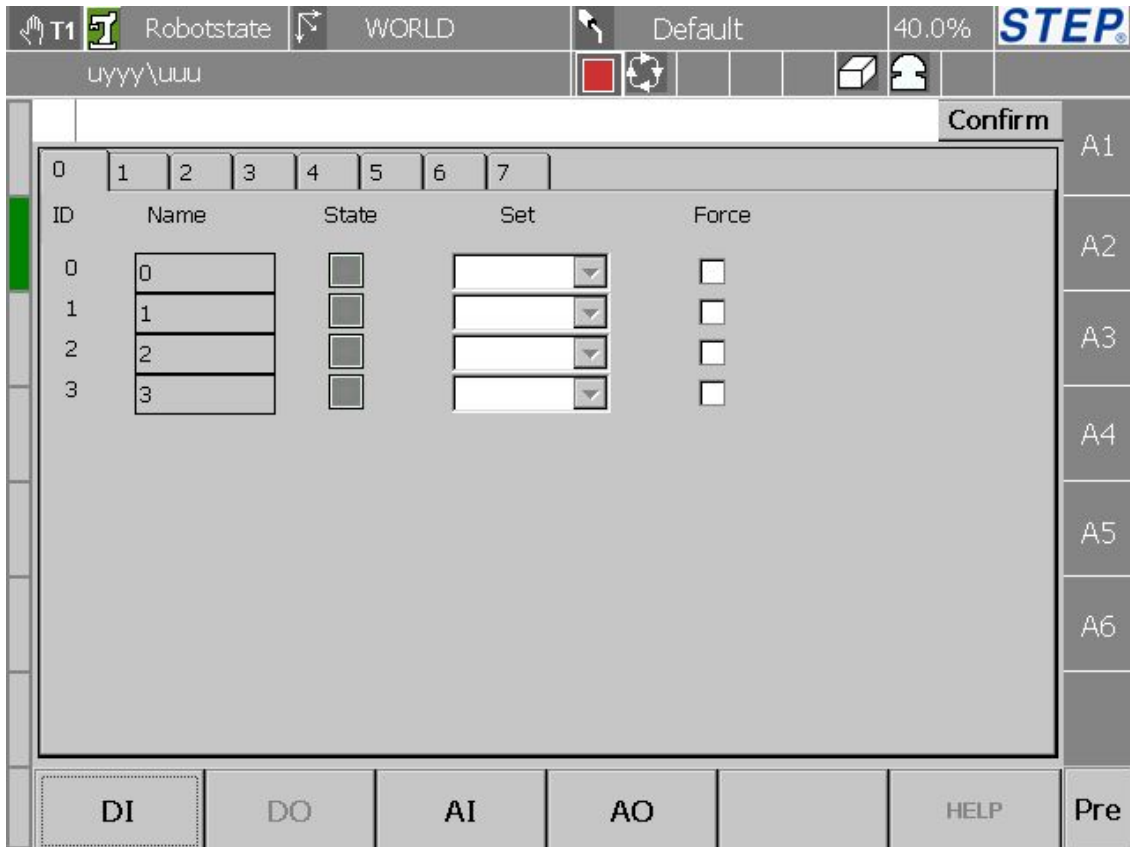 T1 Robotstate WORLD Default 40.0% STEP®
uyyy\uuu
Confirm
A1
0 1 2 3 4 5 6 7
ID Name State Set Force
A2
0 0
1 1
A3
2 2
3 3
A4
A5
A6
DI DO AI AO HELP Pre